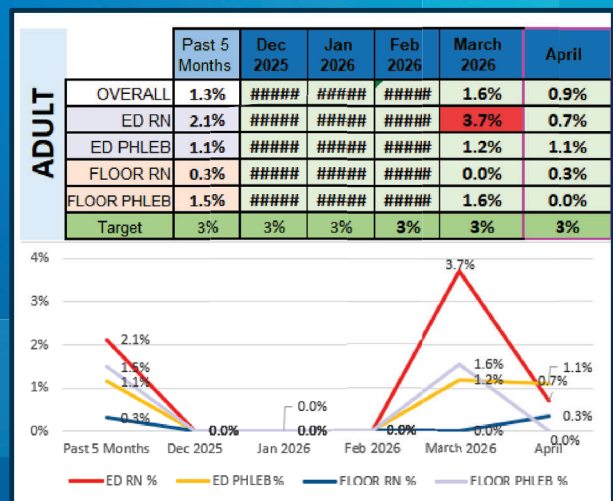 ADULT
Past 5 Months Dec 2025 Jan 2026 Feb 2026 March 2026 April
OVERALL 1.3% ##### ##### ##### 1.6% 0.9%
ED RN 2.1% ##### ##### ##### 3.7% 0.7%
ED PHLEB 1.1% ##### ##### ##### 1.2% 1.1%
FLOOR RN 0.3% ##### ##### ##### 0.0% 0.3%
FLOOR PHLEB 1.5% ##### ##### ##### 1.6% 0.0%
Target 3% 3% 3% 3% 3% 3%
4%
3.7%
3%
2%
2.1%
1.5%
1.1%
1.6%
1.2%
1.1%
0.7%
1%
0.3%
0.0%
0.3%
0%
0.0% 0.0% 0.0% 0.0% 0.0%
Past 5 Months Dec 2025 Jan 2026 Feb 2026 March 2026 April
ED RN % ED PHLEB % FLOOR RN % FLOOR PHLEB %